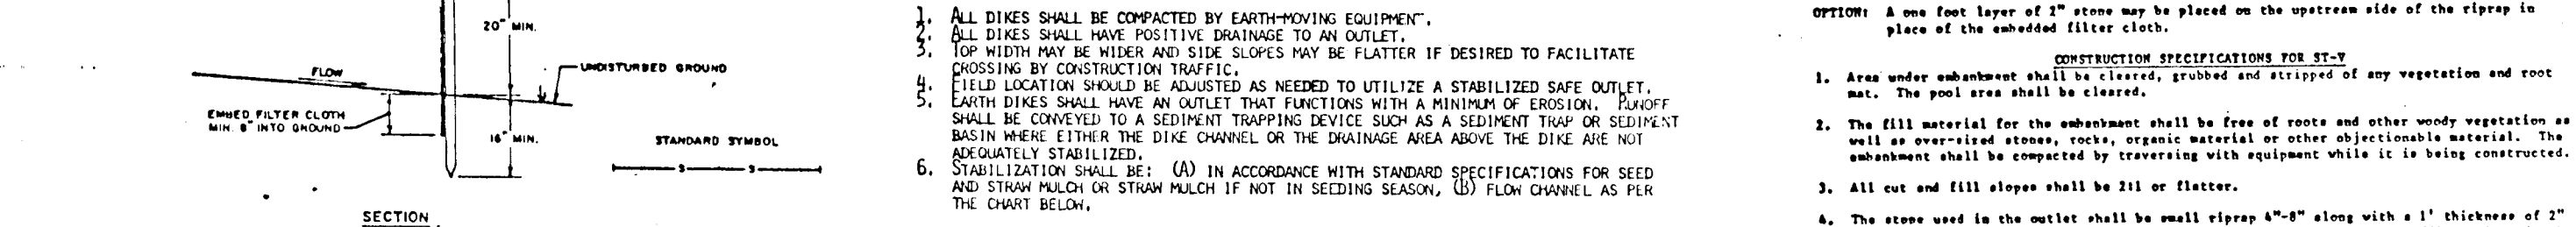 20" MIN.
FLOW
UNDISTURBED GROUND
EMBED FILTER CLOTH
MIN. 8" INTO GROUND
16" MIN.
STANDARD SYMBOL
S S
SECTION
1. ALL DIKES SHALL BE COMPACTED BY EARTH-MOVING EQUIPMENT.
2. ALL DIKES SHALL HAVE POSITIVE DRAINAGE TO AN OUTLET.
3. TOP WIDTH MAY BE WIDER AND SIDE SLOPES MAY BE FLATTER IF DESIRED TO FACILITATE
CROSSING BY CONSTRUCTION TRAFFIC.
4. FIELD LOCATION SHOULD BE ADJUSTED AS NEEDED TO UTILIZE A STABILIZED SAFE OUTLET.
5. EARTH DIKES SHALL HAVE AN OUTLET THAT FUNCTIONS WITH A MINIMUM OF EROSION. RUNOFF
SHALL BE CONVEYED TO A SEDIMENT TRAPPING DEVICE SUCH AS A SEDIMENT TRAP OR SEDIMENT
BASIN WHERE EITHER THE DIKE CHANNEL OR THE DRAINAGE AREA ABOVE THE DIKE ARE NOT
ADEQUATELY STABILIZED.
6. STABILIZATION SHALL BE: (A) IN ACCORDANCE WITH STANDARD SPECIFICATIONS FOR SEED
AND STRAW MULCH OR STRAW MULCH IF NOT IN SEEDING SEASON, (B) FLOW CHANNEL AS PER
THE CHART BELOW.
OPTION: A one foot layer of 2" stone may be placed on the upstream side of the riprap in
place of the embedded filter cloth.
CONSTRUCTION SPECIFICATIONS FOR ST-V
1. Area under embankment shall be cleared, grubbed and stripped of any vegetation and root
mat. The pool area shall be cleared.
2. The fill material for the embankment shall be free of roots and other woody vegetation as
well as over-sized stones, rocks, organic material or other objectionable material. The
embankment shall be compacted by traversing with equipment while it is being constructed.
3. All cut and fill slopes shall be 2:1 or flatter.
4. The stone used in the outlet shall be small riprap 4"-8" along with a 1' thickness of 2"